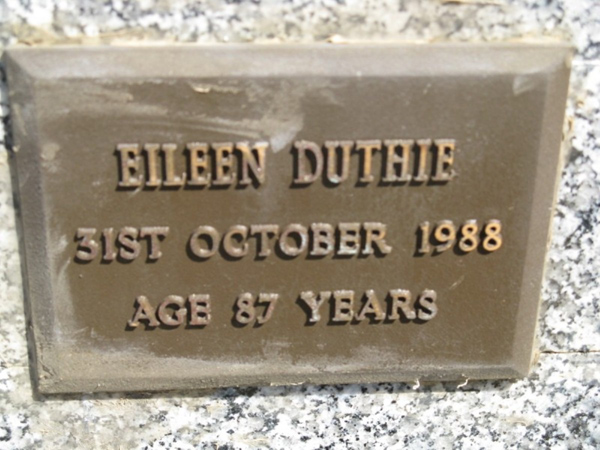 EILEEN DUTHIE
31ST OCTOBER 1988
AGE 87 YEARS